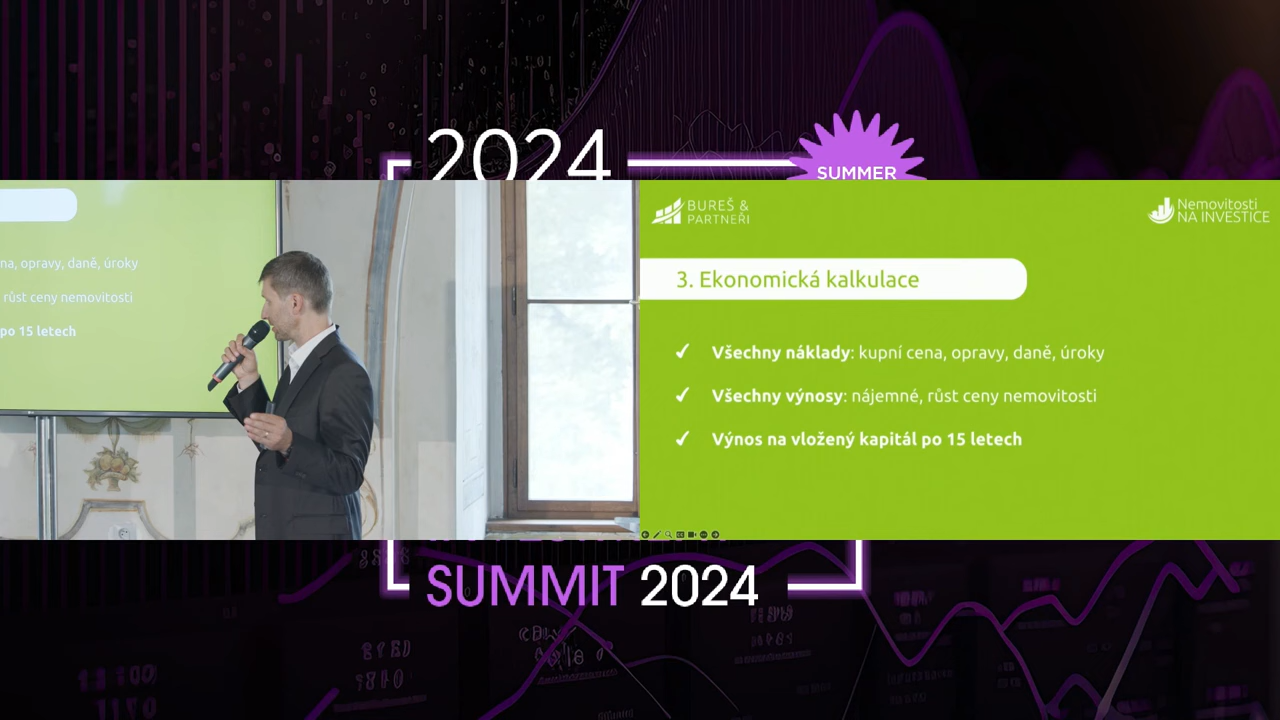 2024
SUMMER
na, opravy, daně, úroky
růst ceny nemovitosti
po 15 letech
BUREŠ &
PARTNEŘI
Nemovitosti
NA INVESTICE
3. Ekonomická kalkulace
✓ Všechny náklady: kupní cena, opravy, daně, úroky
✓ Všechny výnosy: nájemné, růst ceny nemovitosti
✓ Výnos na vložený kapitál po 15 letech
SUMMIT 2024